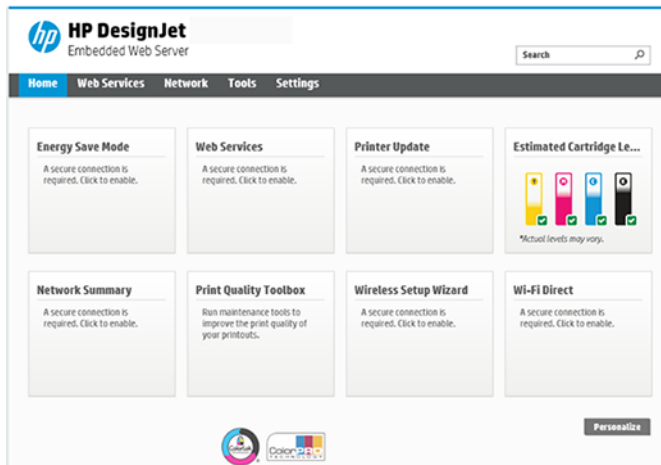 hp
HP DesignJet
Embedded Web Server
Search
Home Web Services Network Tools Settings
Energy Save Mode
A secure connection is
required. Click to enable.
Web Services
A secure connection is
required. Click to enable.
Printer Update
A secure connection is
required. Click to enable.
Estimated Cartridge Le...
Y M C K
*Actual levels may vary.
Network Summary
A secure connection is
required. Click to enable.
Print Quality Toolbox
Run maintenance tools to
improve the print quality of
your printouts.
Wireless Setup Wizard
A secure connection is
required. Click to enable.
Wi-Fi Direct
A secure connection is
required. Click to enable.
Personalize
ColorLok
ColorPRO
TECHNOLOGY